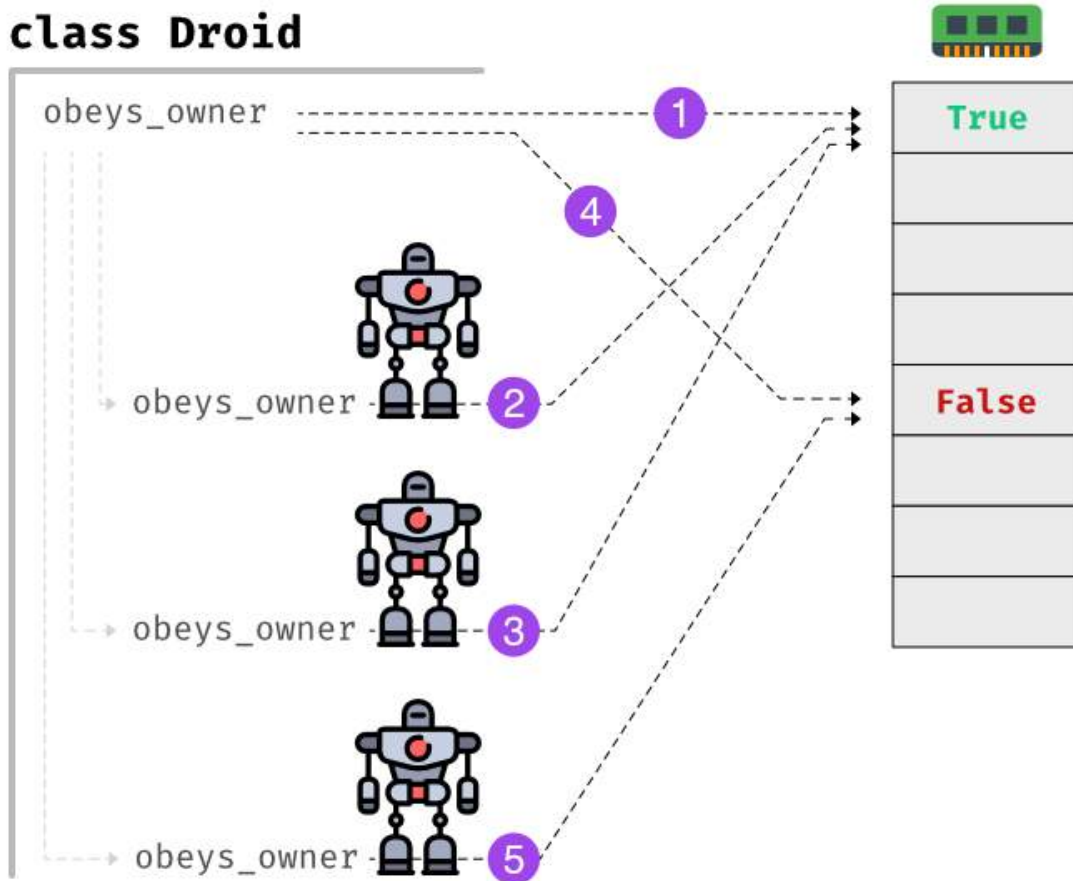 class Droid
obeys_owner
1
True
4
obeys_owner
2
False
obeys_owner
3
obeys_owner
5